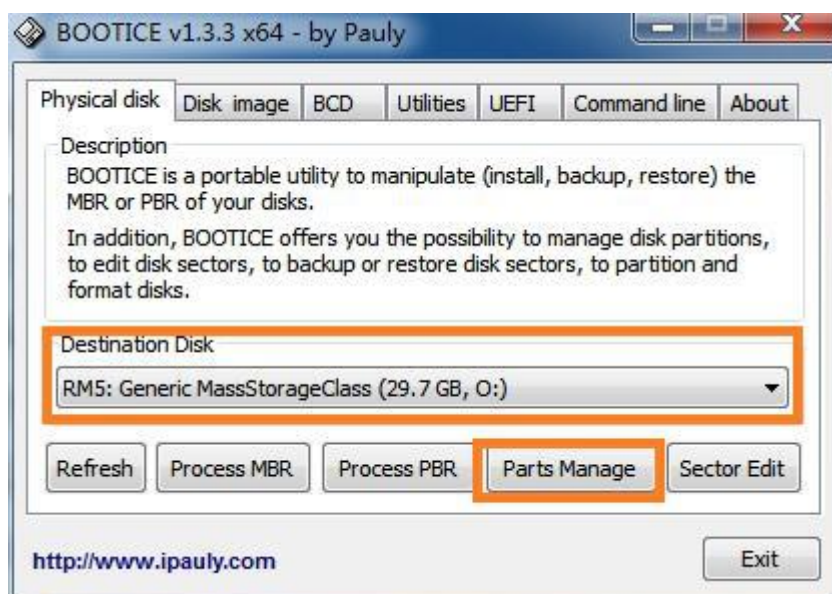 BOOTICE v1.3.3 x64 - by Pauly
Physical disk Disk image BCD Utilities UEFI Command line About
Description
BOOTICE is a portable utility to manipulate (install, backup, restore) the
MBR or PBR of your disks.
In addition, BOOTICE offers you the possibility to manage disk partitions,
to edit disk sectors, to backup or restore disk sectors, to partition and
format disks.
Destination Disk
RM5: Generic MassStorageClass (29.7 GB, O:)
Refresh Process MBR Process PBR Parts Manage Sector Edit
http://www.ipauly.com Exit